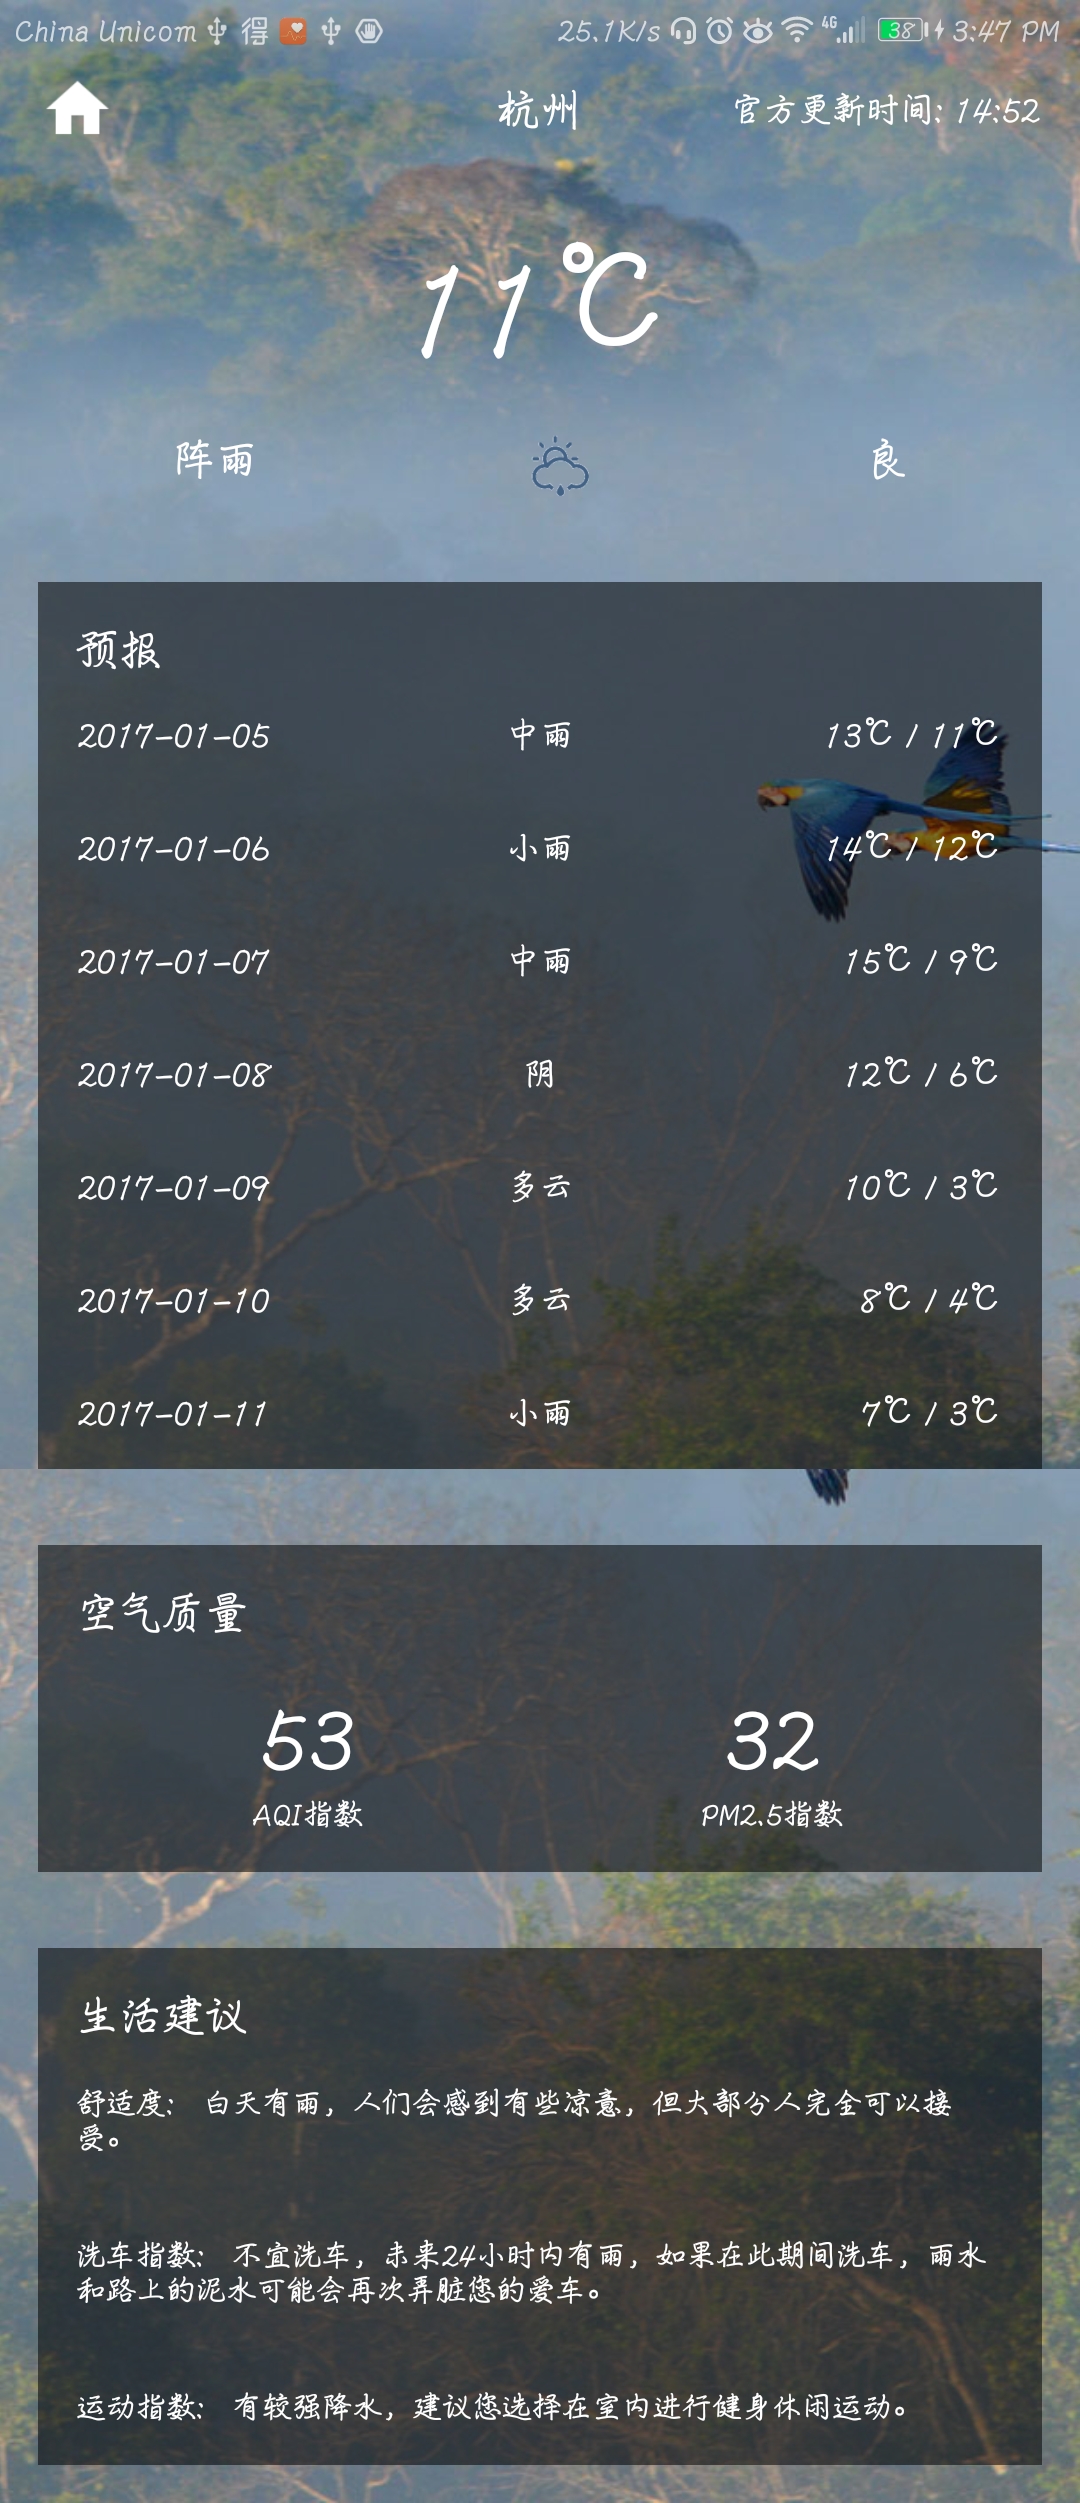 China Unicom 得 25.1K/s 4G 38 3:47 PM
杭州 官方更新时间: 14:52
11℃
阵雨 良
预报
2017-01-05 中雨 13℃ / 11℃
2017-01-06 小雨 14℃ / 12℃
2017-01-07 中雨 15℃ / 9℃
2017-01-08 阴 12℃ / 6℃
2017-01-09 多云 10℃ / 3℃
2017-01-10 多云 8℃ / 4℃
2017-01-11 小雨 7℃ / 3℃
空气质量
53 32
AQI指数 PM2.5指数
生活建议
舒适度: 白天有雨，人们会感到有些凉意，但大部分人完全可以接
受。
洗车指数: 不宜洗车，未来24小时内有雨，如果在此期间洗车，雨水
和路上的泥水可能会再次弄脏您的爱车。
运动指数: 有较强降水，建议您选择在室内进行健身休闲运动。